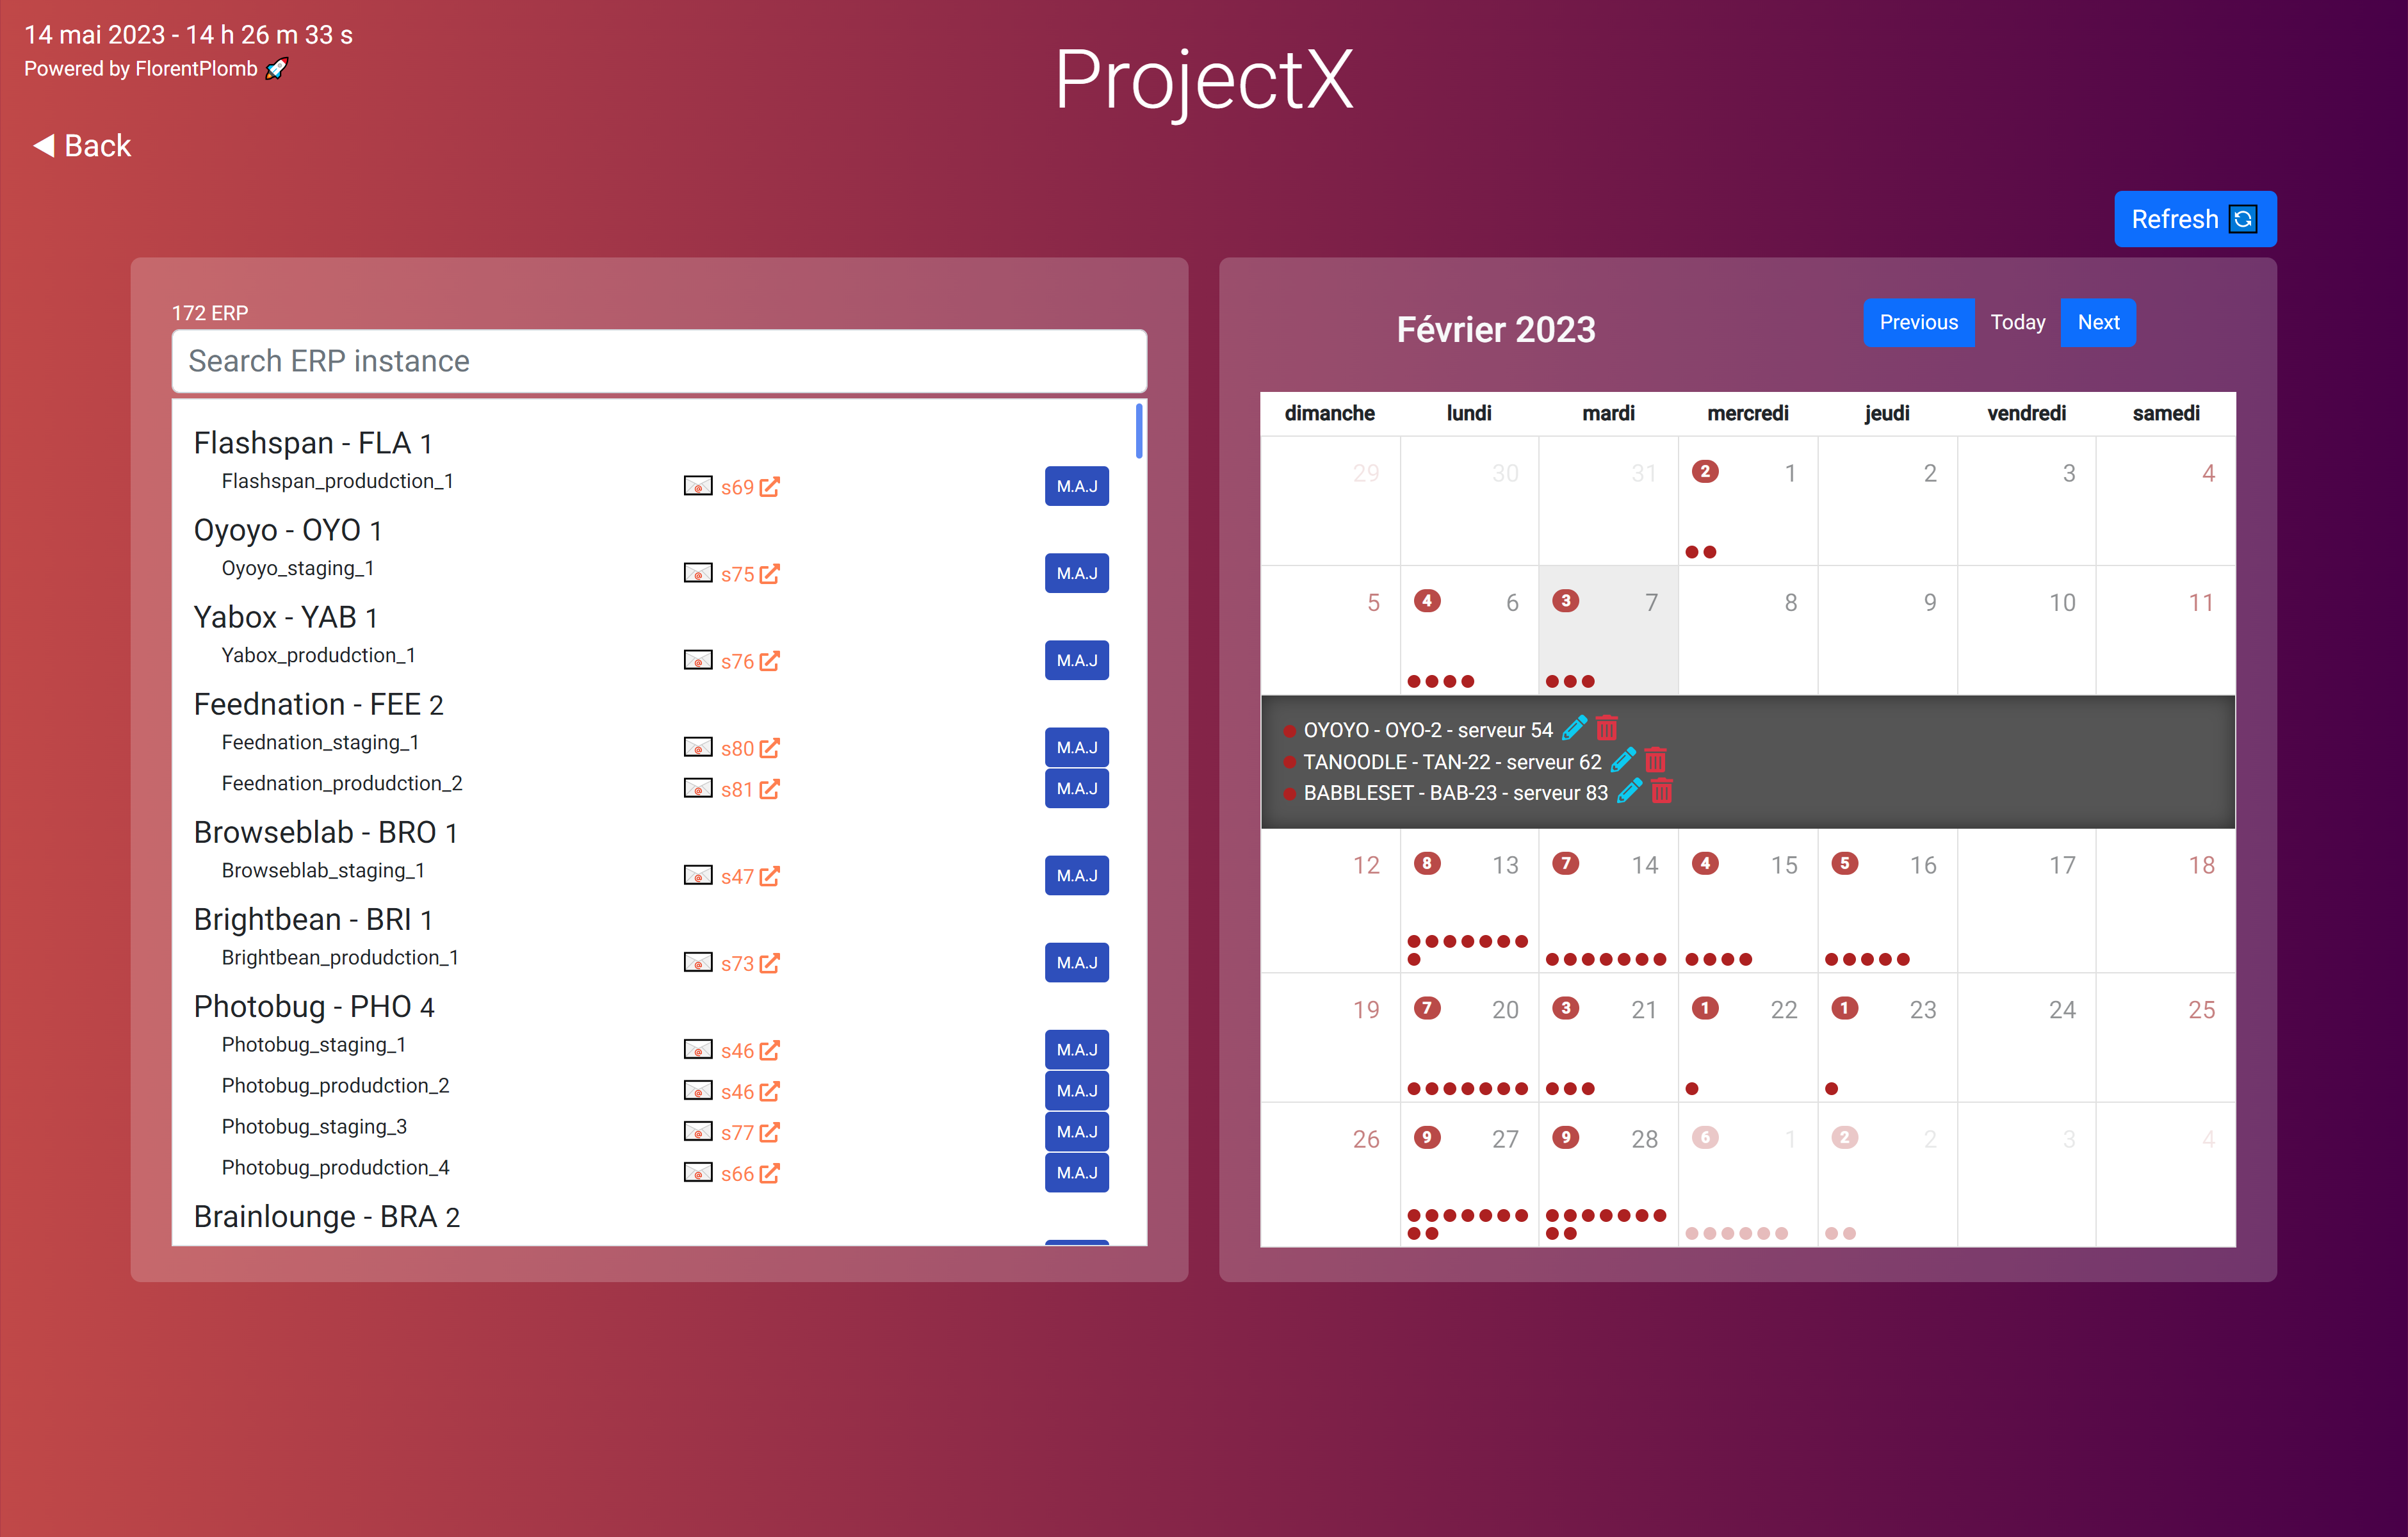 14 mai 2023 - 14 h 26 m 33 s
Powered by FlorentPlomb 🚀
ProjectX
◀ Back
Refresh
172 ERP
Search ERP instance
Flashspan - FLA 1
Flashspan_produdction_1 s69 M.A.J
Oyoyo - OYO 1
Oyoyo_staging_1 s75 M.A.J
Yabox - YAB 1
Yabox_produdction_1 s76 M.A.J
Feednation - FEE 2
Feednation_staging_1 s80 M.A.J
Feednation_produdction_2 s81 M.A.J
Browseblab - BRO 1
Browseblab_staging_1 s47 M.A.J
Brightbean - BRI 1
Brightbean_produdction_1 s73 M.A.J
Photobug - PHO 4
Photobug_staging_1 s46 M.A.J
Photobug_produdction_2 s46 M.A.J
Photobug_staging_3 s77 M.A.J
Photobug_produdction_4 s66 M.A.J
Brainlounge - BRA 2
Février 2023
Previous Today Next
dimanche lundi mardi mercredi jeudi vendredi samedi
29 30 31 2 1 2 3 4
5 4 6 3 7 8 9 10 11
OYOYO - OYO-2 - serveur 54
TANOODLE - TAN-22 - serveur 62
BABBLESET - BAB-23 - serveur 83
12 8 13 7 14 4 15 5 16 17 18
19 7 20 3 21 1 22 1 23 24 25
26 9 27 9 28 6 1 2 2 3 4